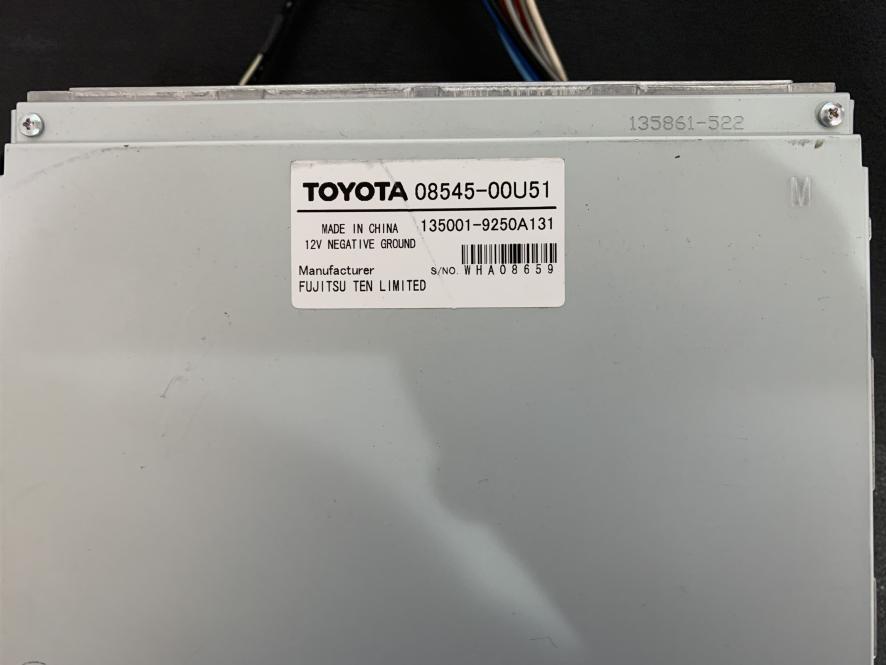 135861-522
M
TOYOTA 08545-00U51
MADE IN CHINA 135001-9250A131
12V NEGATIVE GROUND
Manufacturer S/NO. WHA08659
FUJITSU TEN LIMITED